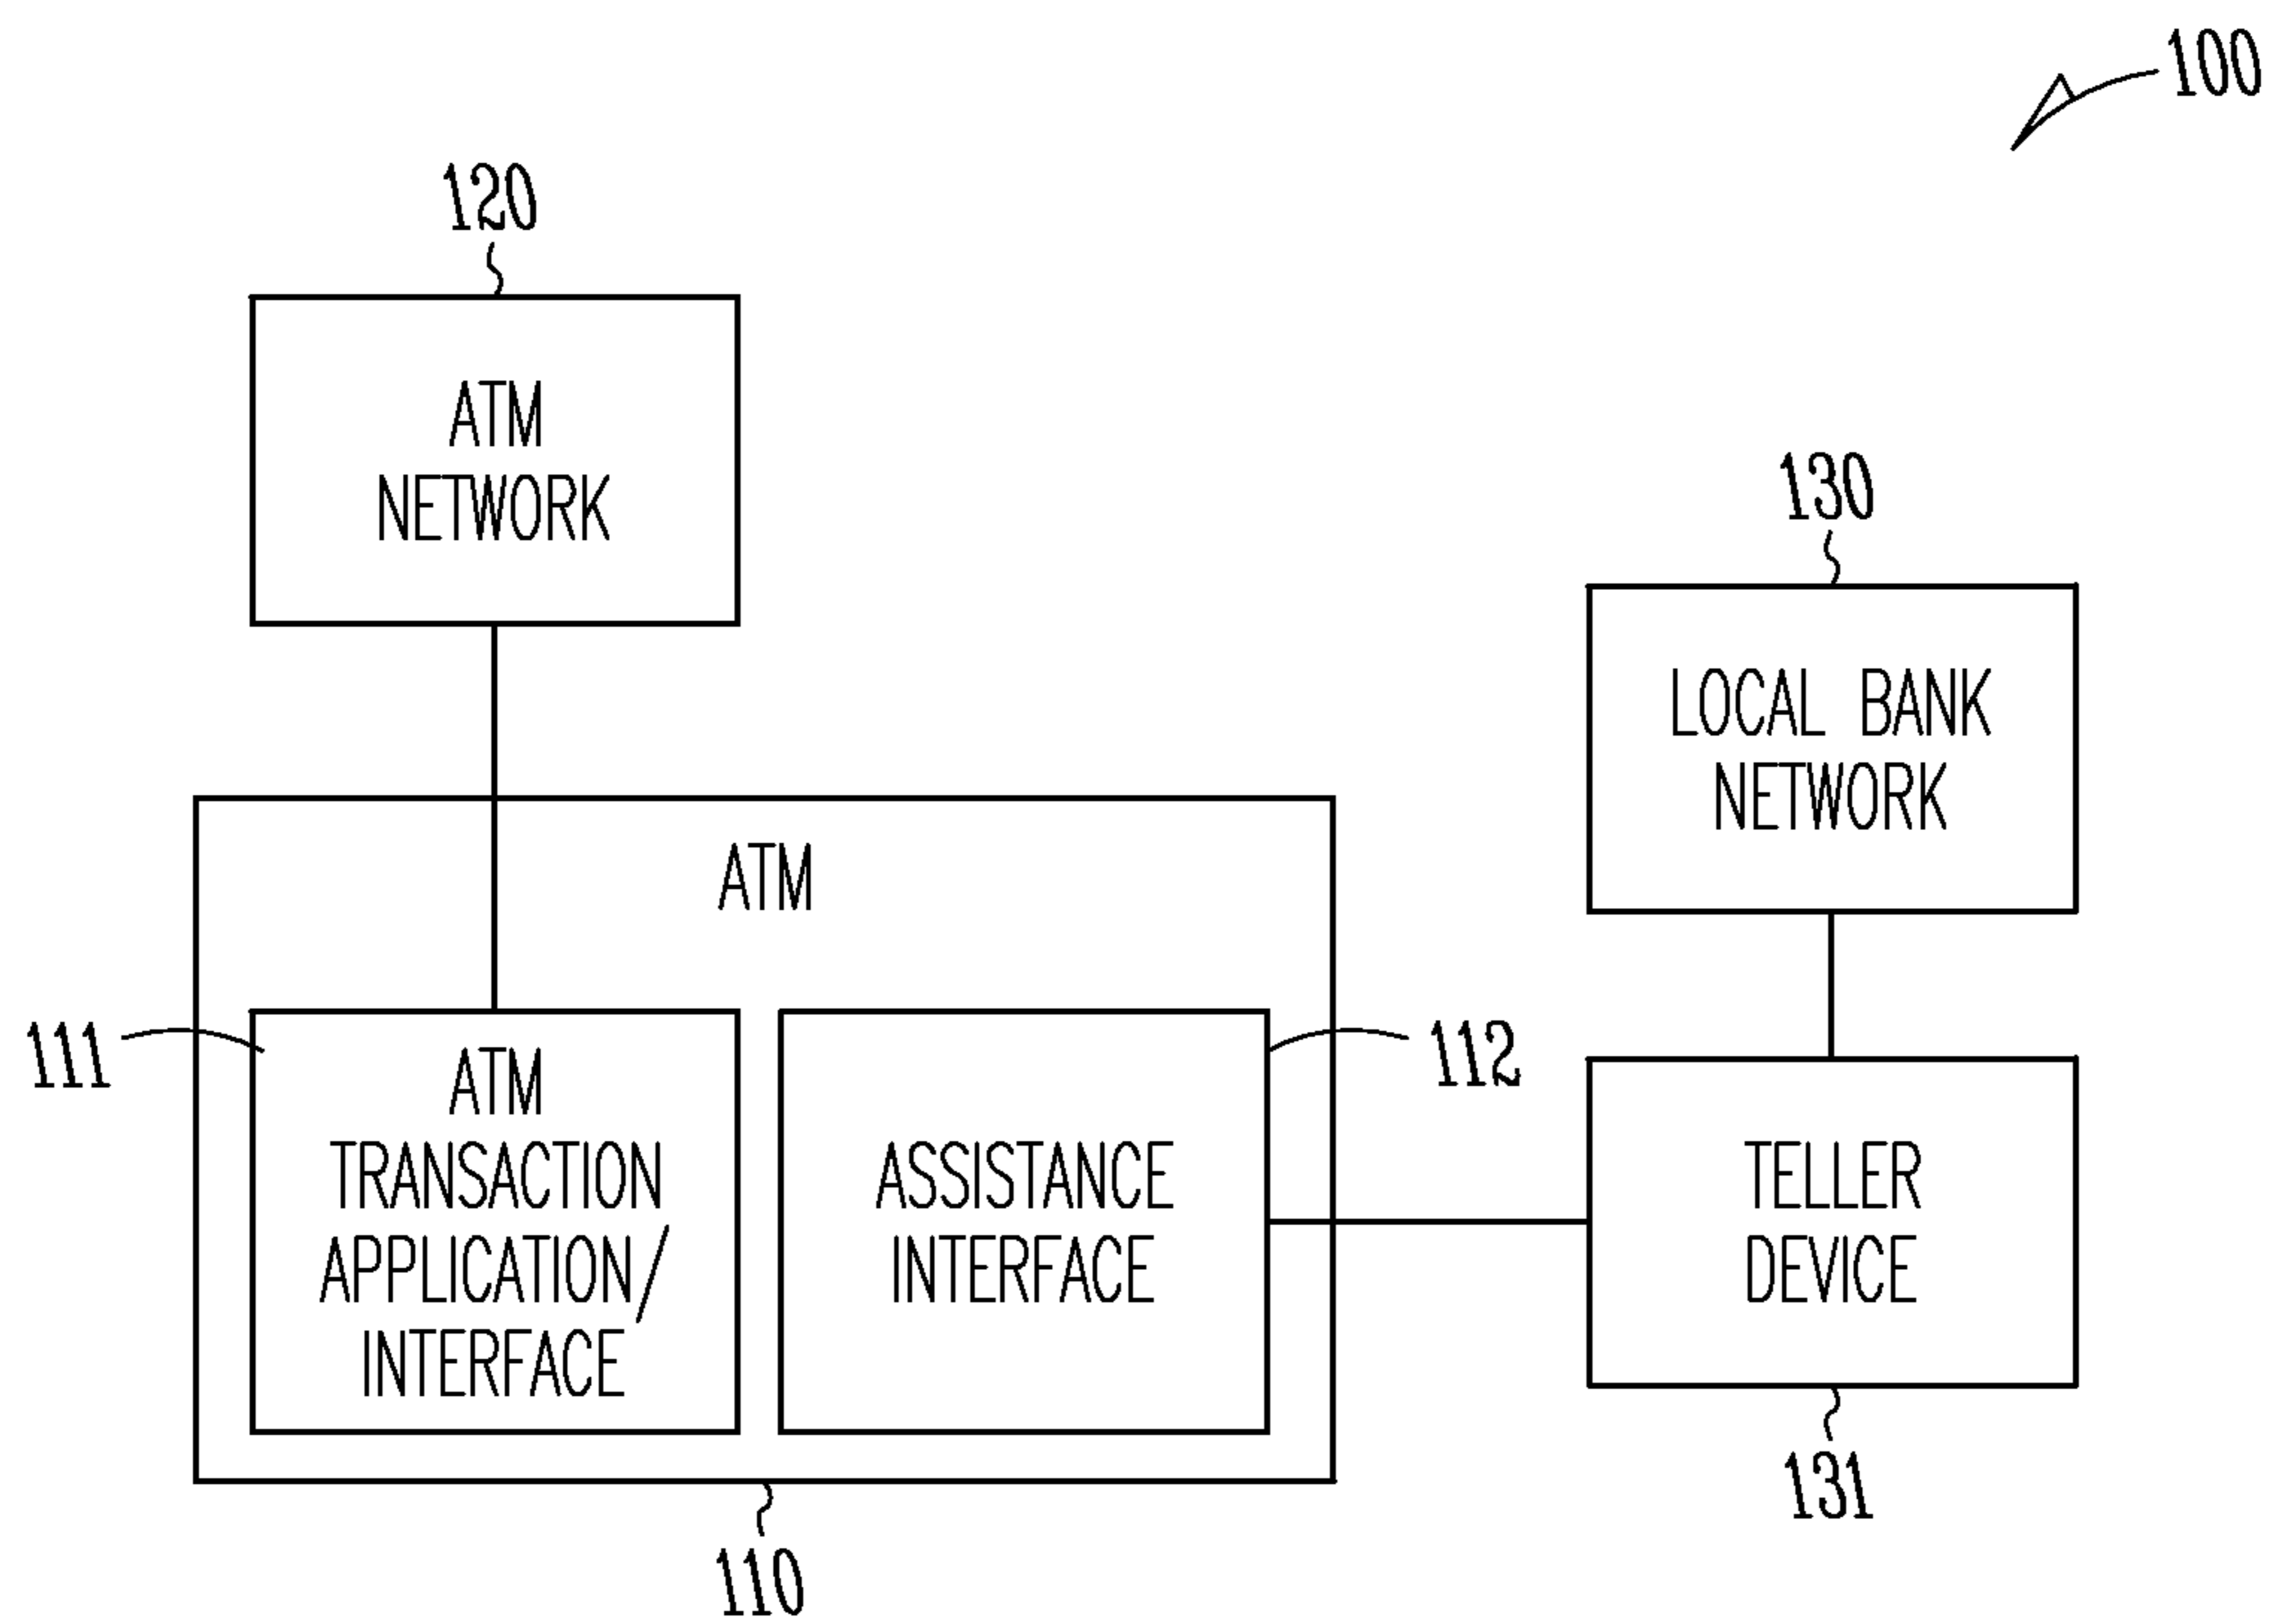 100
120
ATM
NETWORK
130
LOCAL BANK
NETWORK
ATM
111
ATM
TRANSACTION
APPLICATION/
INTERFACE
ASSISTANCE
INTERFACE
112
TELLER
DEVICE
131
110